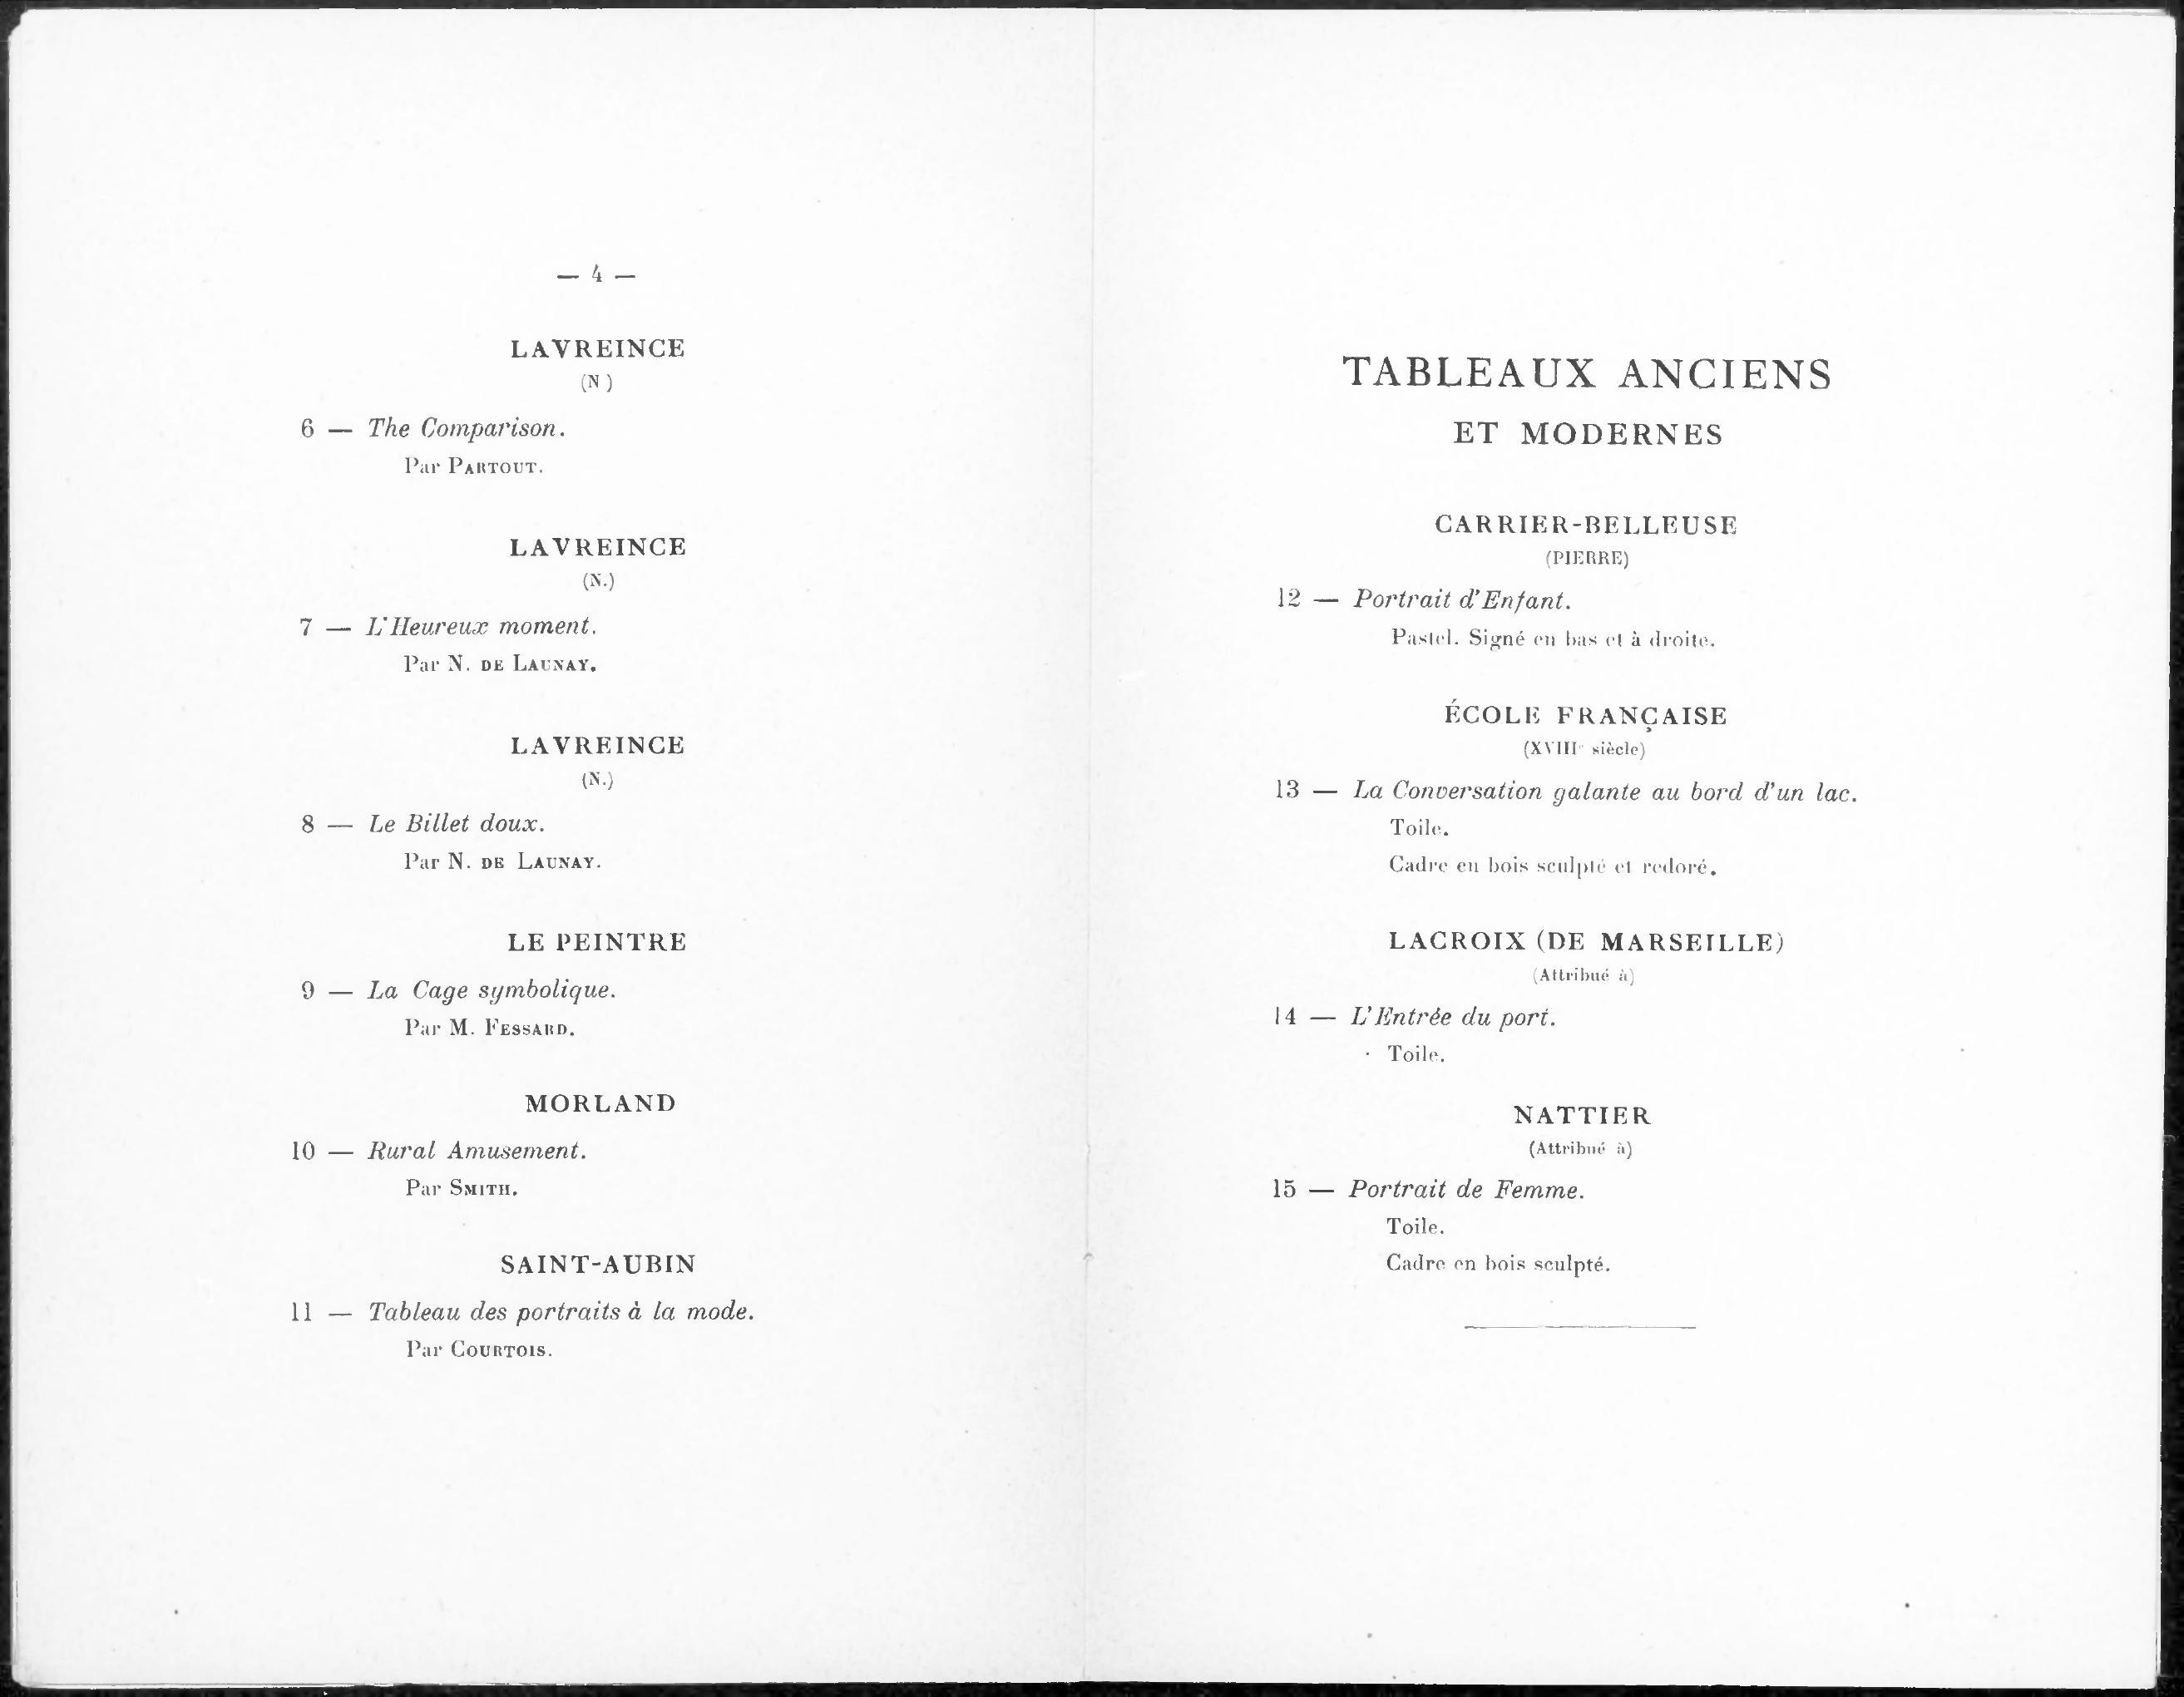 — 4 —
LAVREINCE
(N )
6 — The Comparison.
Par PARTOUT.
LAVREINCE
(N.)
7 — L'Heureux moment.
Par N. DE LAUNAY.
LAVREINCE
(N.)
8 — Le Billet doux.
Par N. DE LAUNAY.
LE PEINTRE
9 — La Cage symbolique.
Par M. FESSARD.
MORLAND
10 — Rural Amusement.
Par SMITH.
SAINT-AUBIN
11 — Tableau des portraits à la mode.
Par COURTOIS.
TABLEAUX ANCIENS
ET MODERNES
CARRIER-BELLEUSE
(PIERRE)
12 — Portrait d'Enfant.
Pastel. Signé en bas et à droite.
ÉCOLE FRANÇAISE
(XVIIIe siècle)
13 — La Conversation galante au bord d'un lac.
Toile.
Cadre en bois sculpté et redoré.
LACROIX (DE MARSEILLE)
(Attribué à)
14 — L'Entrée du port.
Toile.
NATTIER
(Attribué à)
15 — Portrait de Femme.
Toile.
Cadre en bois sculpté.